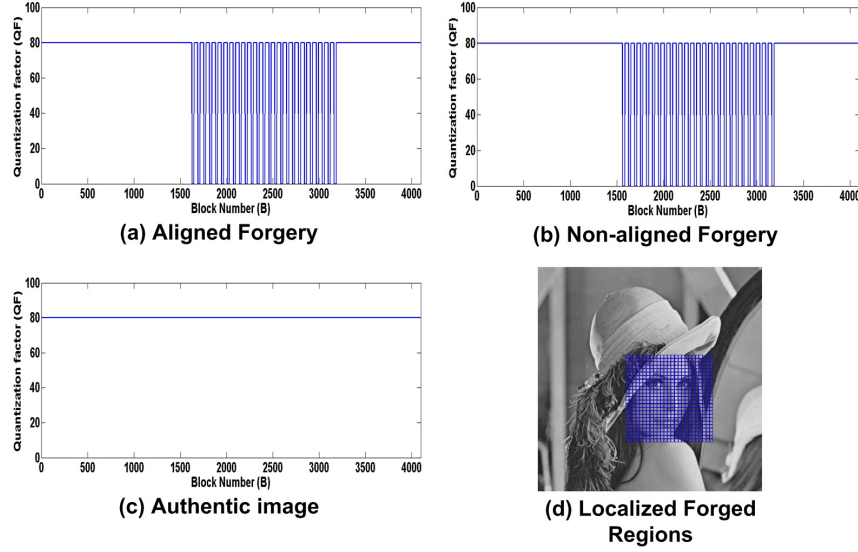 100
80
60
40
20
0
Quantization factor (QF)
0 500 1000 1500 2000 2500 3000 3500 4000
Block Number (B)
(a) Aligned Forgery
100
80
60
40
20
0
Quantization factor (QF)
0 500 1000 1500 2000 2500 3000 3500 4000
Block Number (B)
(b) Non-aligned Forgery
100
80
60
40
20
0
Quantization factor (QF)
0 500 1000 1500 2000 2500 3000 3500 4000
Block Number (B)
(c) Authentic image
(d) Localized Forged
Regions